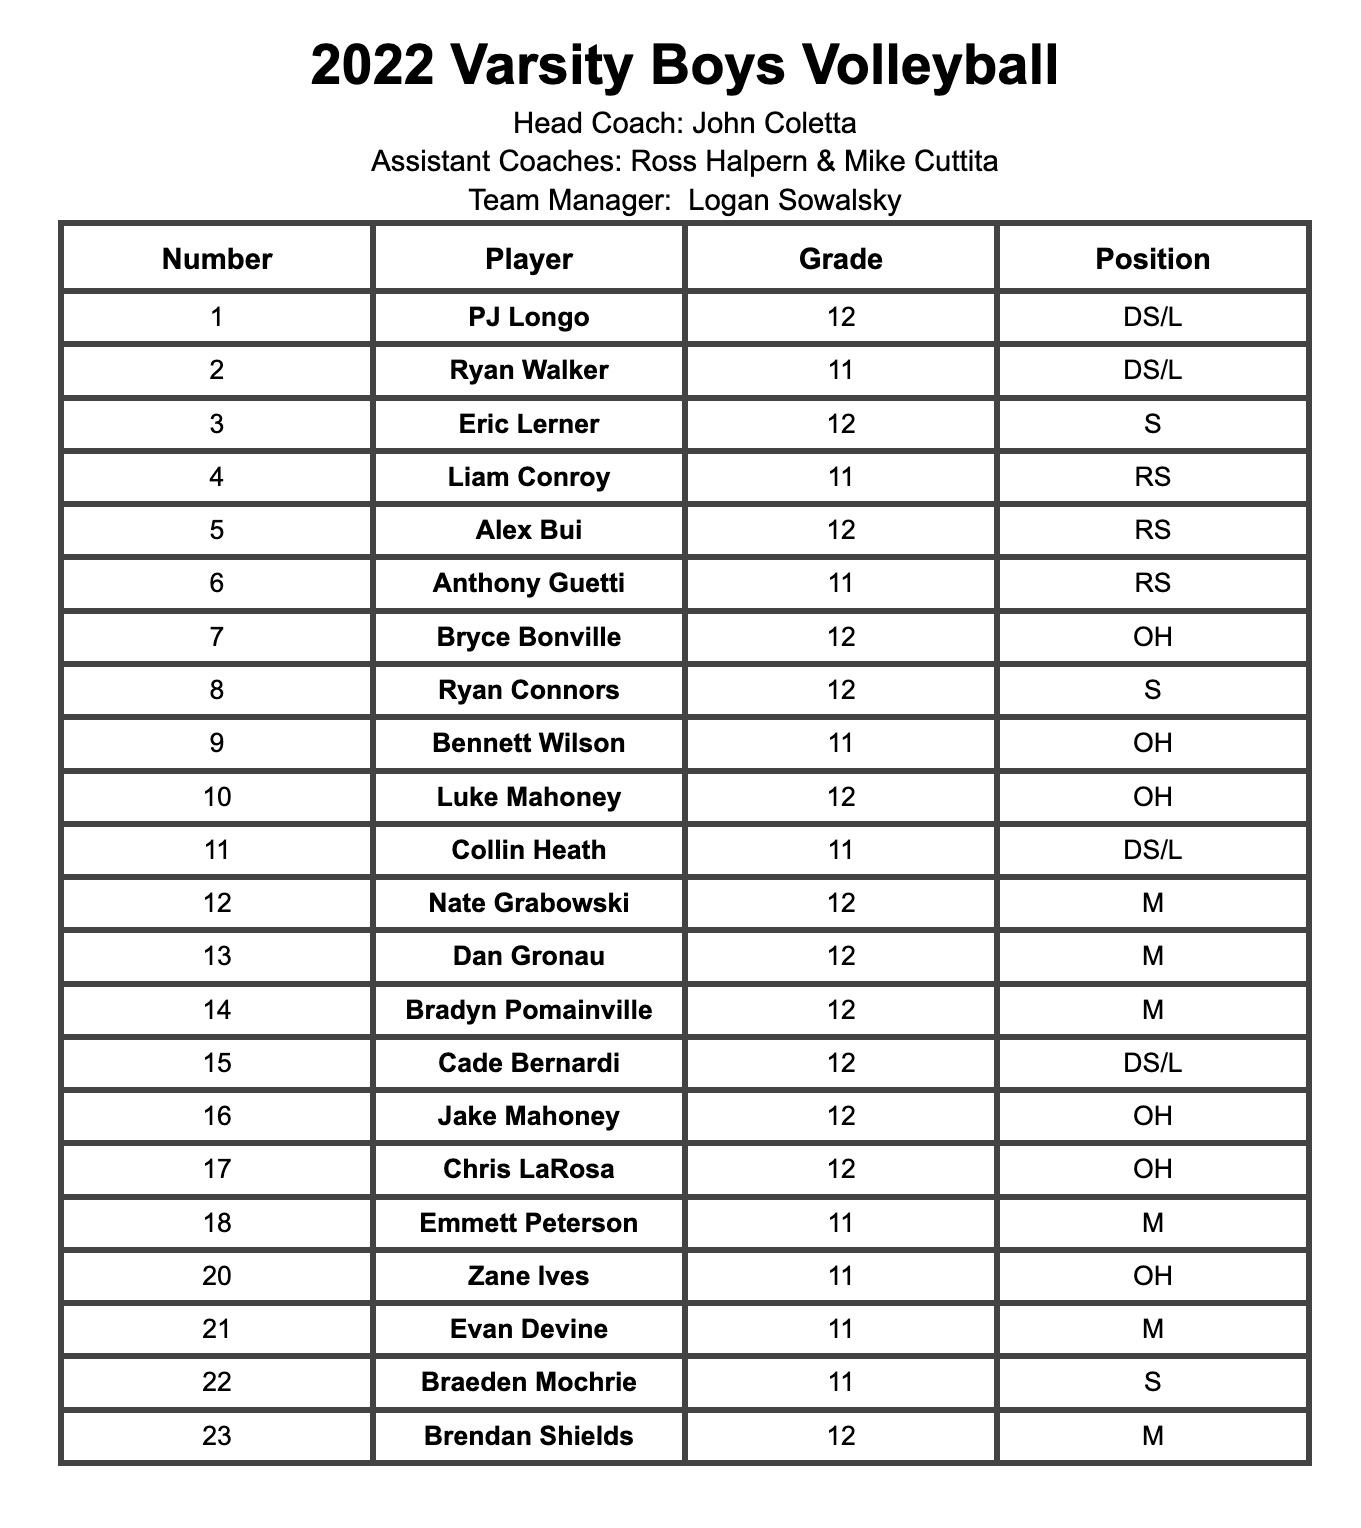 2022 Varsity Boys Volleyball
Head Coach: John Coletta
Assistant Coaches: Ross Halpern & Mike Cuttita
Team Manager:  Logan Sowalsky
Number Player Grade Position
1 PJ Longo 12 DS/L
2 Ryan Walker 11 DS/L
3 Eric Lerner 12 S
4 Liam Conroy 11 RS
5 Alex Bui 12 RS
6 Anthony Guetti 11 RS
7 Bryce Bonville 12 OH
8 Ryan Connors 12 S
9 Bennett Wilson 11 OH
10 Luke Mahoney 12 OH
11 Collin Heath 11 DS/L
12 Nate Grabowski 12 M
13 Dan Gronau 12 M
14 Bradyn Pomainville 12 M
15 Cade Bernardi 12 DS/L
16 Jake Mahoney 12 OH
17 Chris LaRosa 12 OH
18 Emmett Peterson 11 M
20 Zane Ives 11 OH
21 Evan Devine 11 M
22 Braeden Mochrie 11 S
23 Brendan Shields 12 M